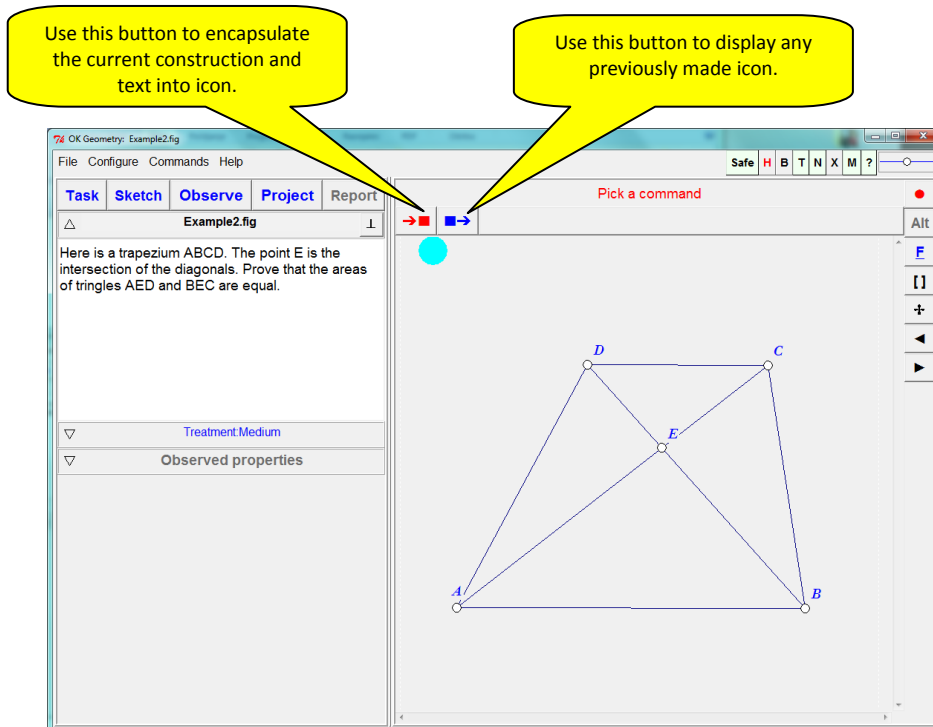 Use this button to encapsulate
the current construction and
text into icon.
Use this button to display any
previously made icon.
OK Geometry: Example2.fig
File Configure Commands Help
Safe H B T N X M ?
Task Sketch Observe Project Report
Pick a command
Example2.fig
Alt
Here is a trapezium ABCD. The point E is the
intersection of the diagonals. Prove that the areas
of tringles AED and BEC are equal.
F
[ ]
D
C
E
Treatment:Medium
Observed properties
A
B